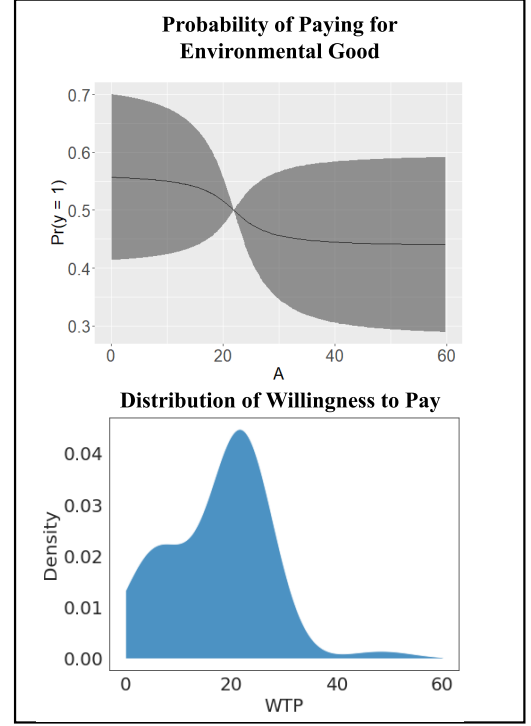 Probability of Paying for
Environmental Good
0.7
0.6
0.5
0.4
0.3
Pr(y = 1)
0 20 40 60
A
Distribution of Willingness to Pay
0.04
0.03
0.02
0.01
0.00
Density
0 20 40 60
WTP